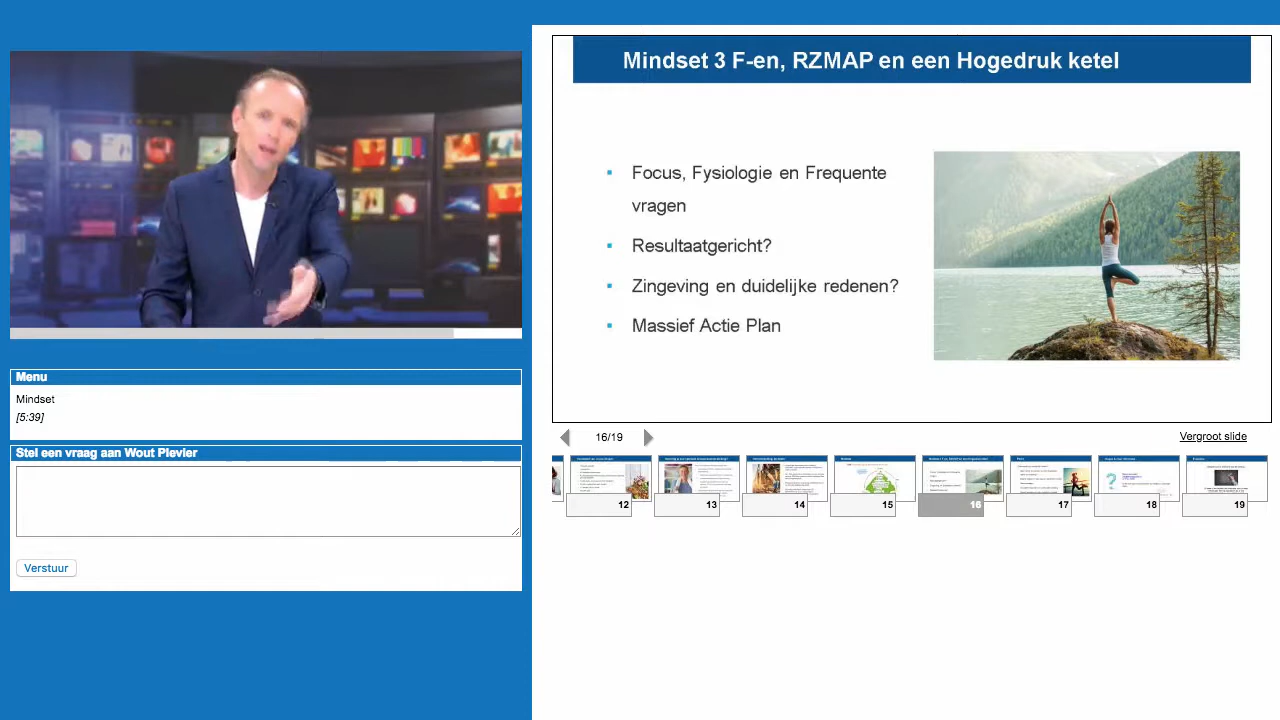 Mindset 3 F-en, RZMAP en een Hogedruk ketel
Focus, Fysiologie en Frequente
vragen
Resultaatgericht?
Zingeving en duidelijke redenen?
Massief Actie Plan
Menu
Mindset
[5:39]
Stel een vraag aan Wout Plevier
Verstuur
16/19
Vergroot slide
12
13
14
15
16
17
18
19